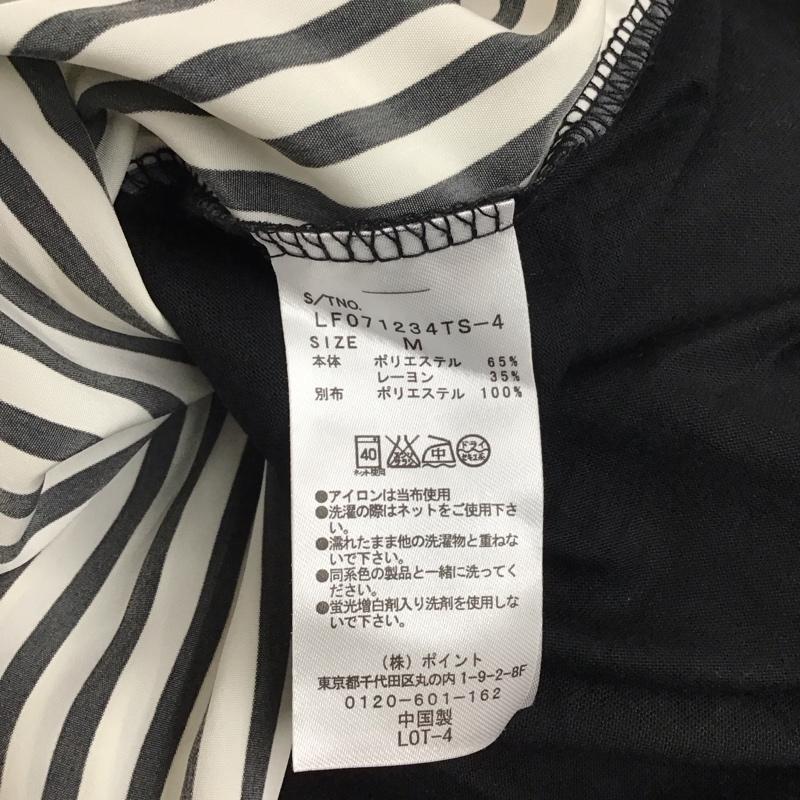 S/TNO.
LF071234TS-4
SIZE M
本体 ポリエステル 65%
レーヨン 35%
別布 ポリエステル 100%
40 中 ドライ
ネット使用
●アイロンは当布使用
●洗濯の際はネットをご使用下さ
い。
●濡れたまま他の洗濯物と重ねな
いで下さい。
●同系色の製品と一緒に洗ってく
ださい。
●蛍光増白剤入り洗剤を使用しな
いで下さい。
(株) ポイント
東京都千代田区丸の内1-9-2-8F
0120-601-162
中国製
LOT-4